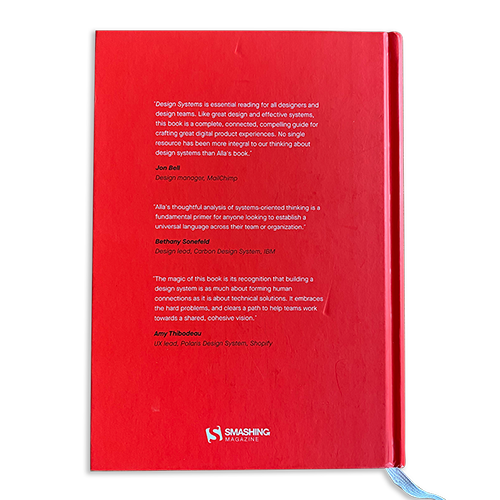 "Design Systems is essential reading for all designers and
design teams. Like great design and effective systems,
this book is a complete, connected, compelling guide for
crafting great digital product experiences. No single
resource has been more integral to our thinking about
design systems than Alla's book."
Jon Bell
Design manager, MailChimp
"Alla's thoughtful analysis of systems-oriented thinking is a
fundamental primer for anyone looking to establish a
universal language across their team or organization."
Bethany Sonefeld
Design lead, Carbon Design System, IBM
"The magic of this book is its recognition that building a
design system is as much about forming human
connections as it is about technical solutions. It embraces
the hard problems, and clears a path to help teams work
towards a shared, cohesive vision."
Amy Thibodeau
UX lead, Polaris Design System, Shopify
SMASHING
MAGAZINE